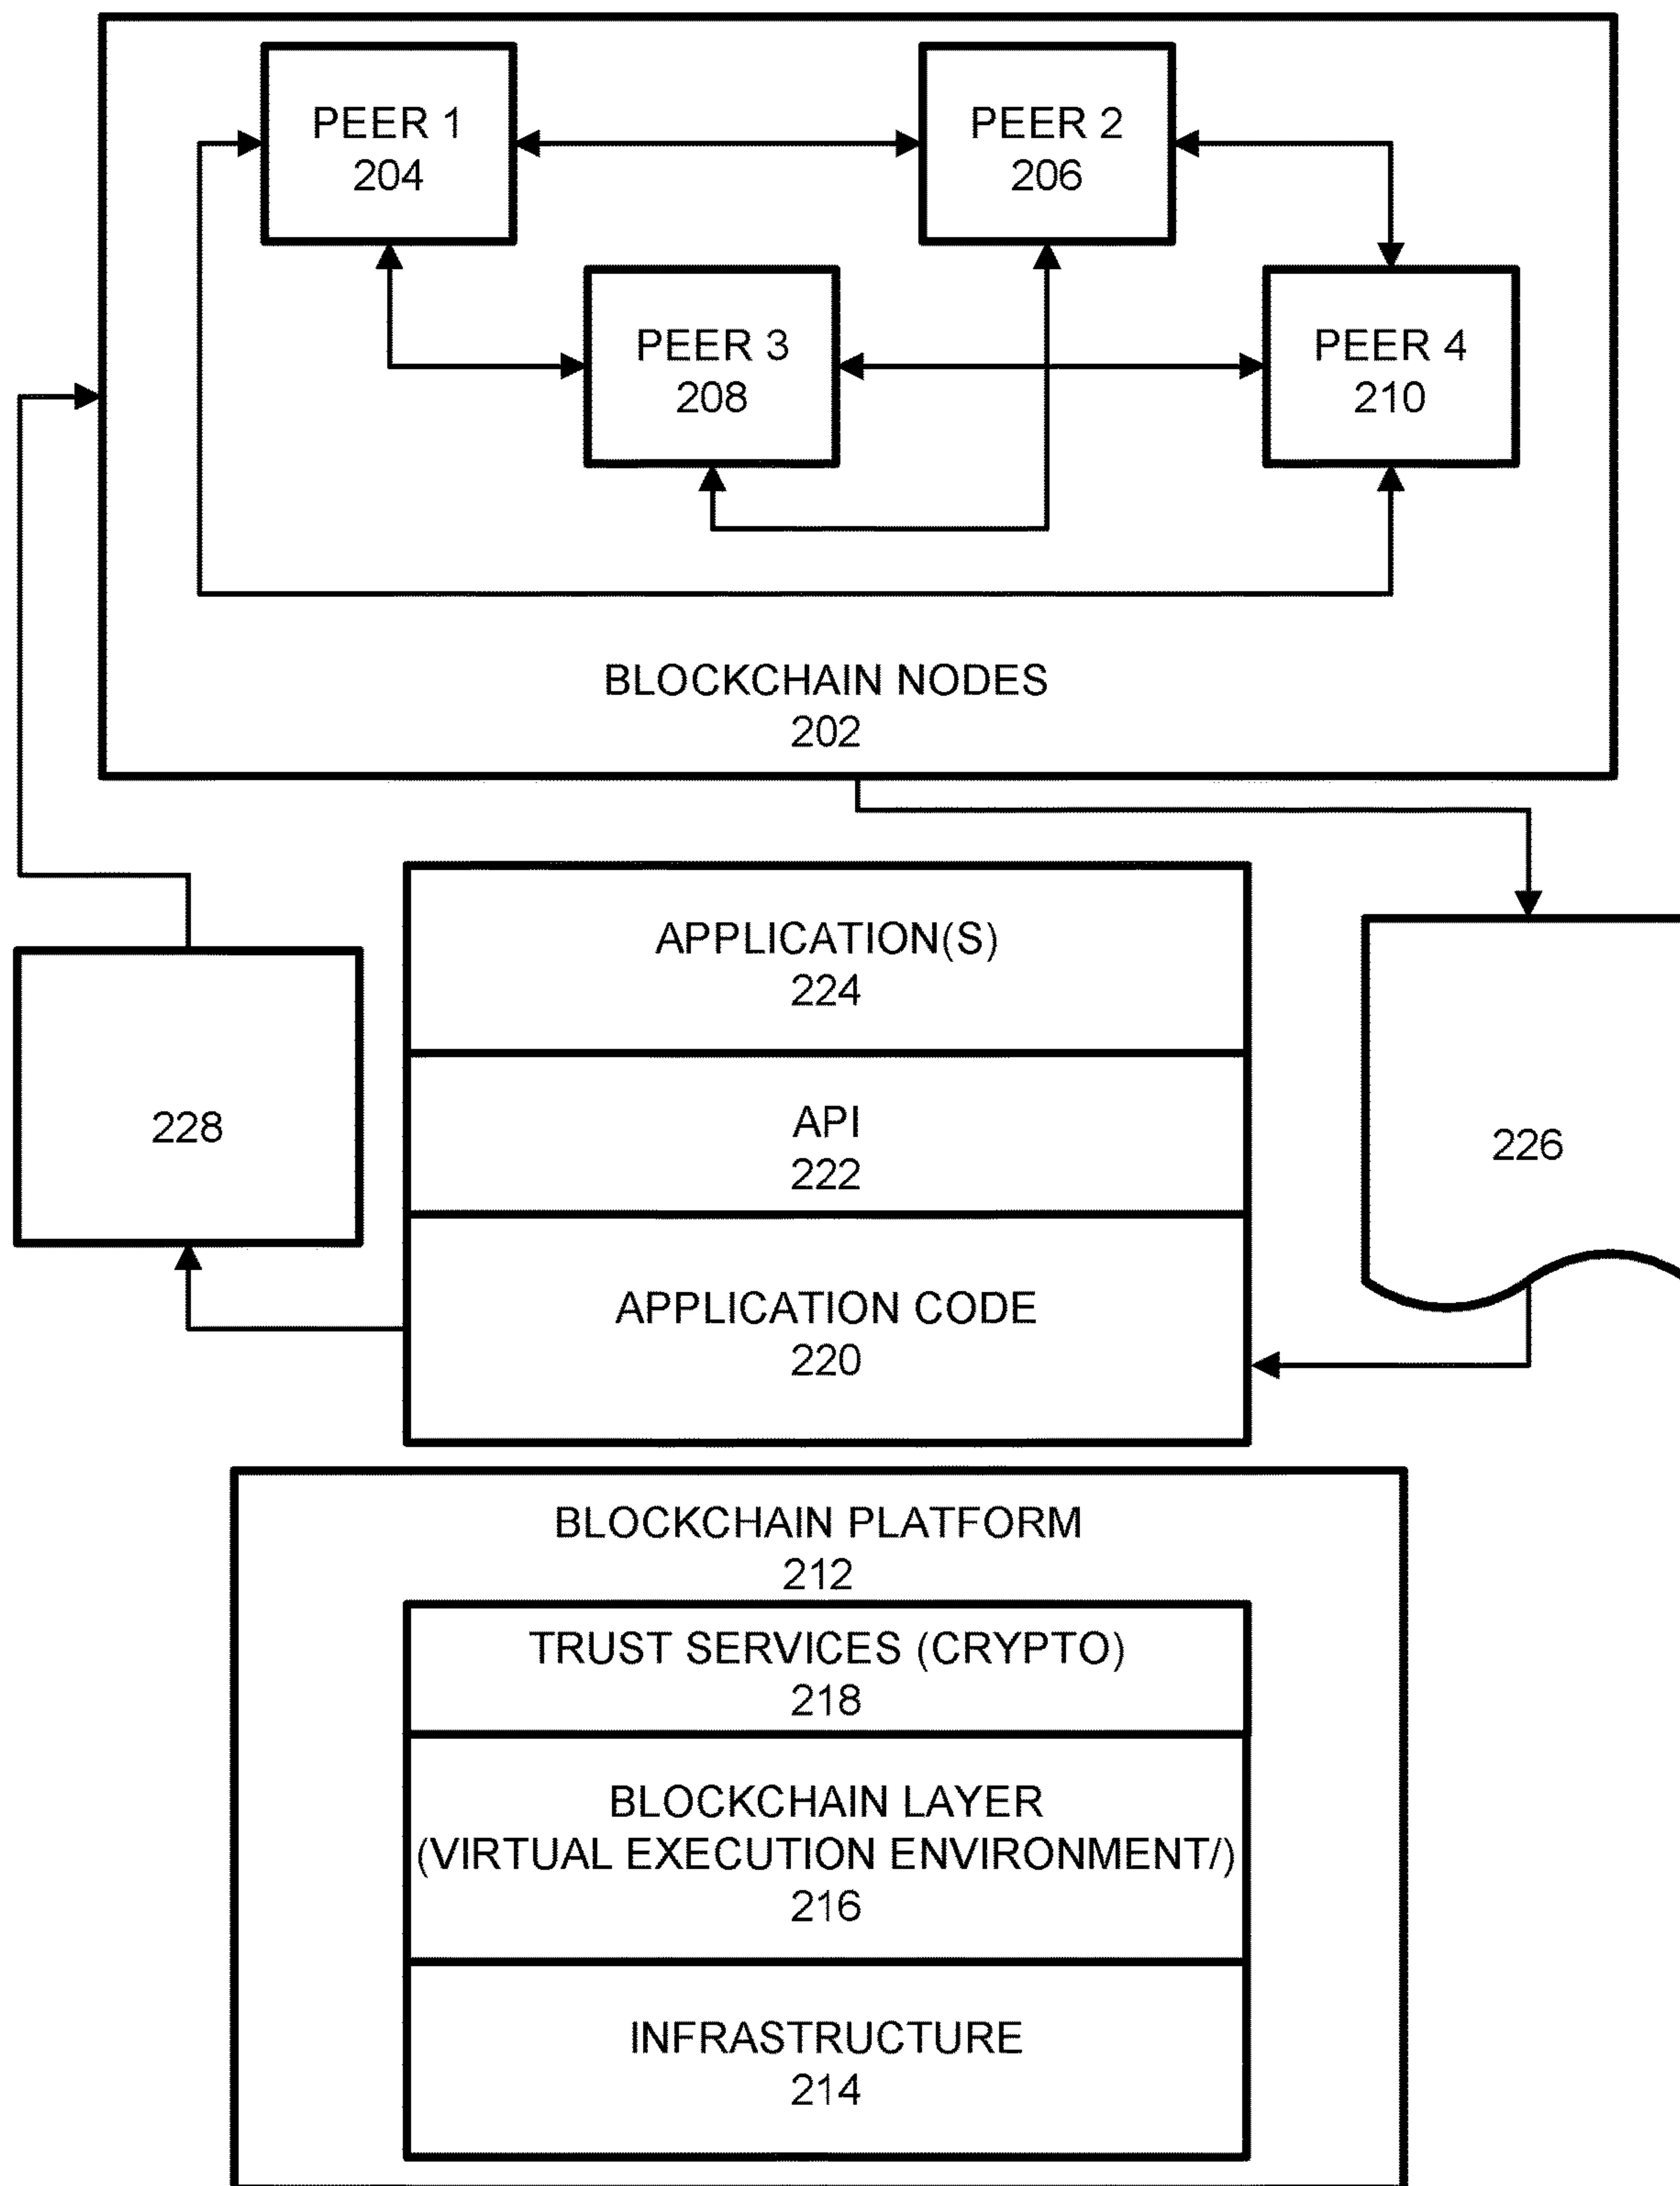 PEER 1
204
PEER 2
206
PEER 3
208
PEER 4
210
BLOCKCHAIN NODES
202
APPLICATION(S)
224
API
222
APPLICATION CODE
220
228
226
BLOCKCHAIN PLATFORM
212
TRUST SERVICES (CRYPTO)
218
BLOCKCHAIN LAYER
(VIRTUAL EXECUTION ENVIRONMENT/)
216
INFRASTRUCTURE
214